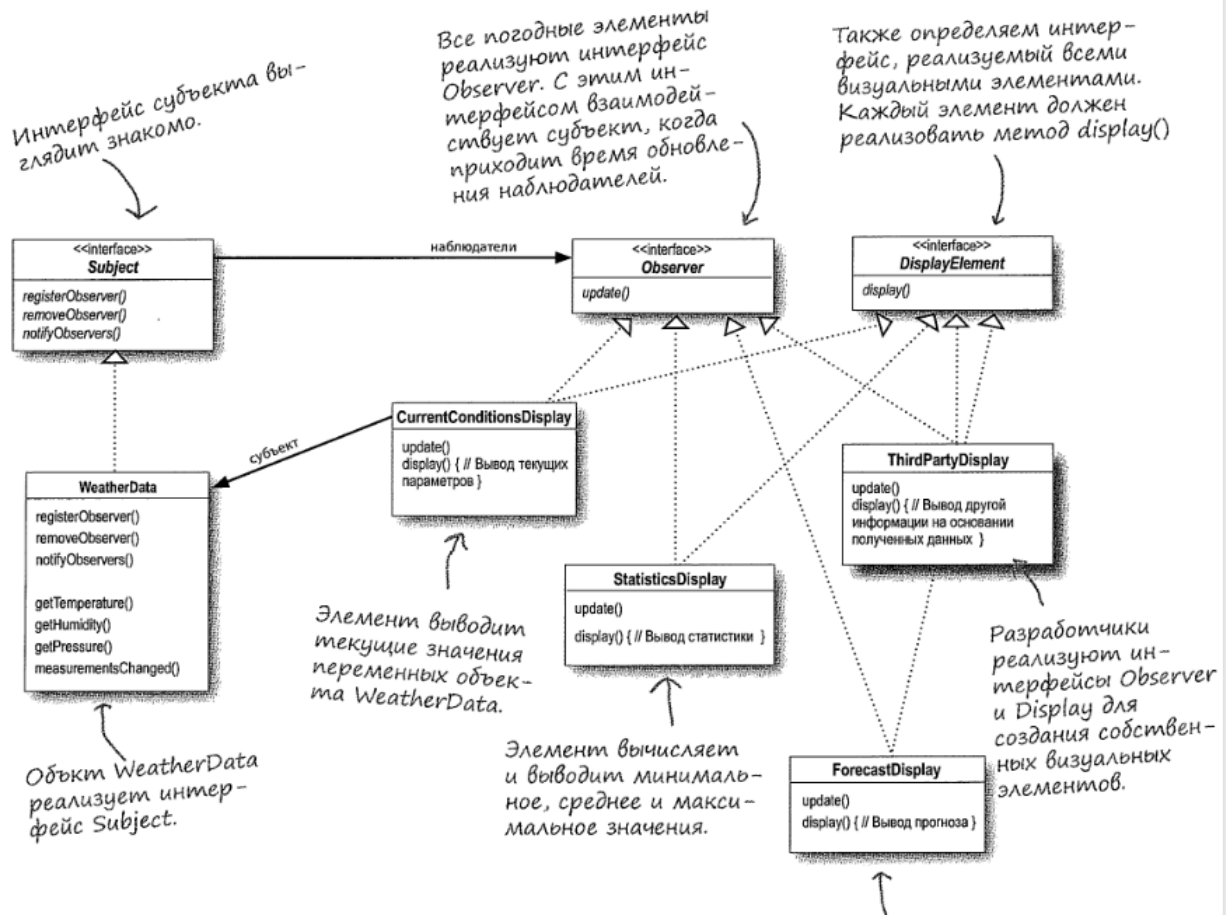 Интерфейс субъекта вы-
глядит знакомо.
Все погодные элементы
реализуют интерфейс
Observer. С этим ин-
терфейсом взаимодей-
ствует субъект, когда
приходит время обновле-
ния наблюдателей.
Также определяем интер-
фейс, реализуемый всеми
визуальными элементами.
Каждый элемент должен
реализовать метод display()
<<interface>>
Subject
registerObserver()
removeObserver()
notifyObservers()
наблюдатели
<<interface>>
Observer
update()
<<interface>>
DisplayElement
display()
CurrentConditionsDisplay
update()
display() { // Вывод текущих
параметров }
субъект
WeatherData
registerObserver()
removeObserver()
notifyObservers()
getTemperature()
getHumidity()
getPressure()
measurementsChanged()
ThirdPartyDisplay
update()
display() { // Вывод другой
информации на основании
полученных данных }
StatisticsDisplay
update()
display() { // Вывод статистики }
Элемент выводит
текущие значения
переменных объек-
та WeatherData.
Разработчики
реализуют ин-
терфейсы Observer
и Display для
создания собствен-
ных визуальных
элементов.
Объкт WeatherData
реализует интер-
фейс Subject.
Элемент вычисляет
и выводит минималь-
ное, среднее и макси-
мальное значения.
ForecastDisplay
update()
display() { // Вывод прогноза }